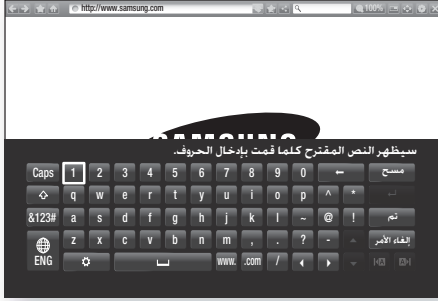 http://www.samsung.com 100%
SAMSUNG
سيظهر النص المقترح كلما قمت بإدخال الحروف.
Caps 1 2 3 4 5 6 7 8 9 0 ← مسح
q w e r t y u i o p ^ *
&123# a s d f g h j k l ~ @ ! تم
z x c v b n m , . ? - إلغاء الأمر
ENG www. .com /